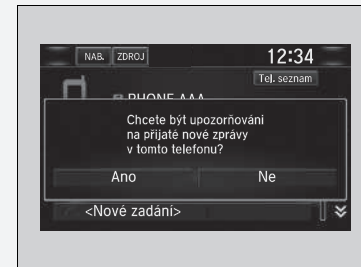 NAB. ZDROJ 12:34
Tel. seznam
PHONE AAA
Chcete být upozorňováni
na přijaté nové zprávy
v tomto telefonu?
Ano Ne
<Nové zadání>